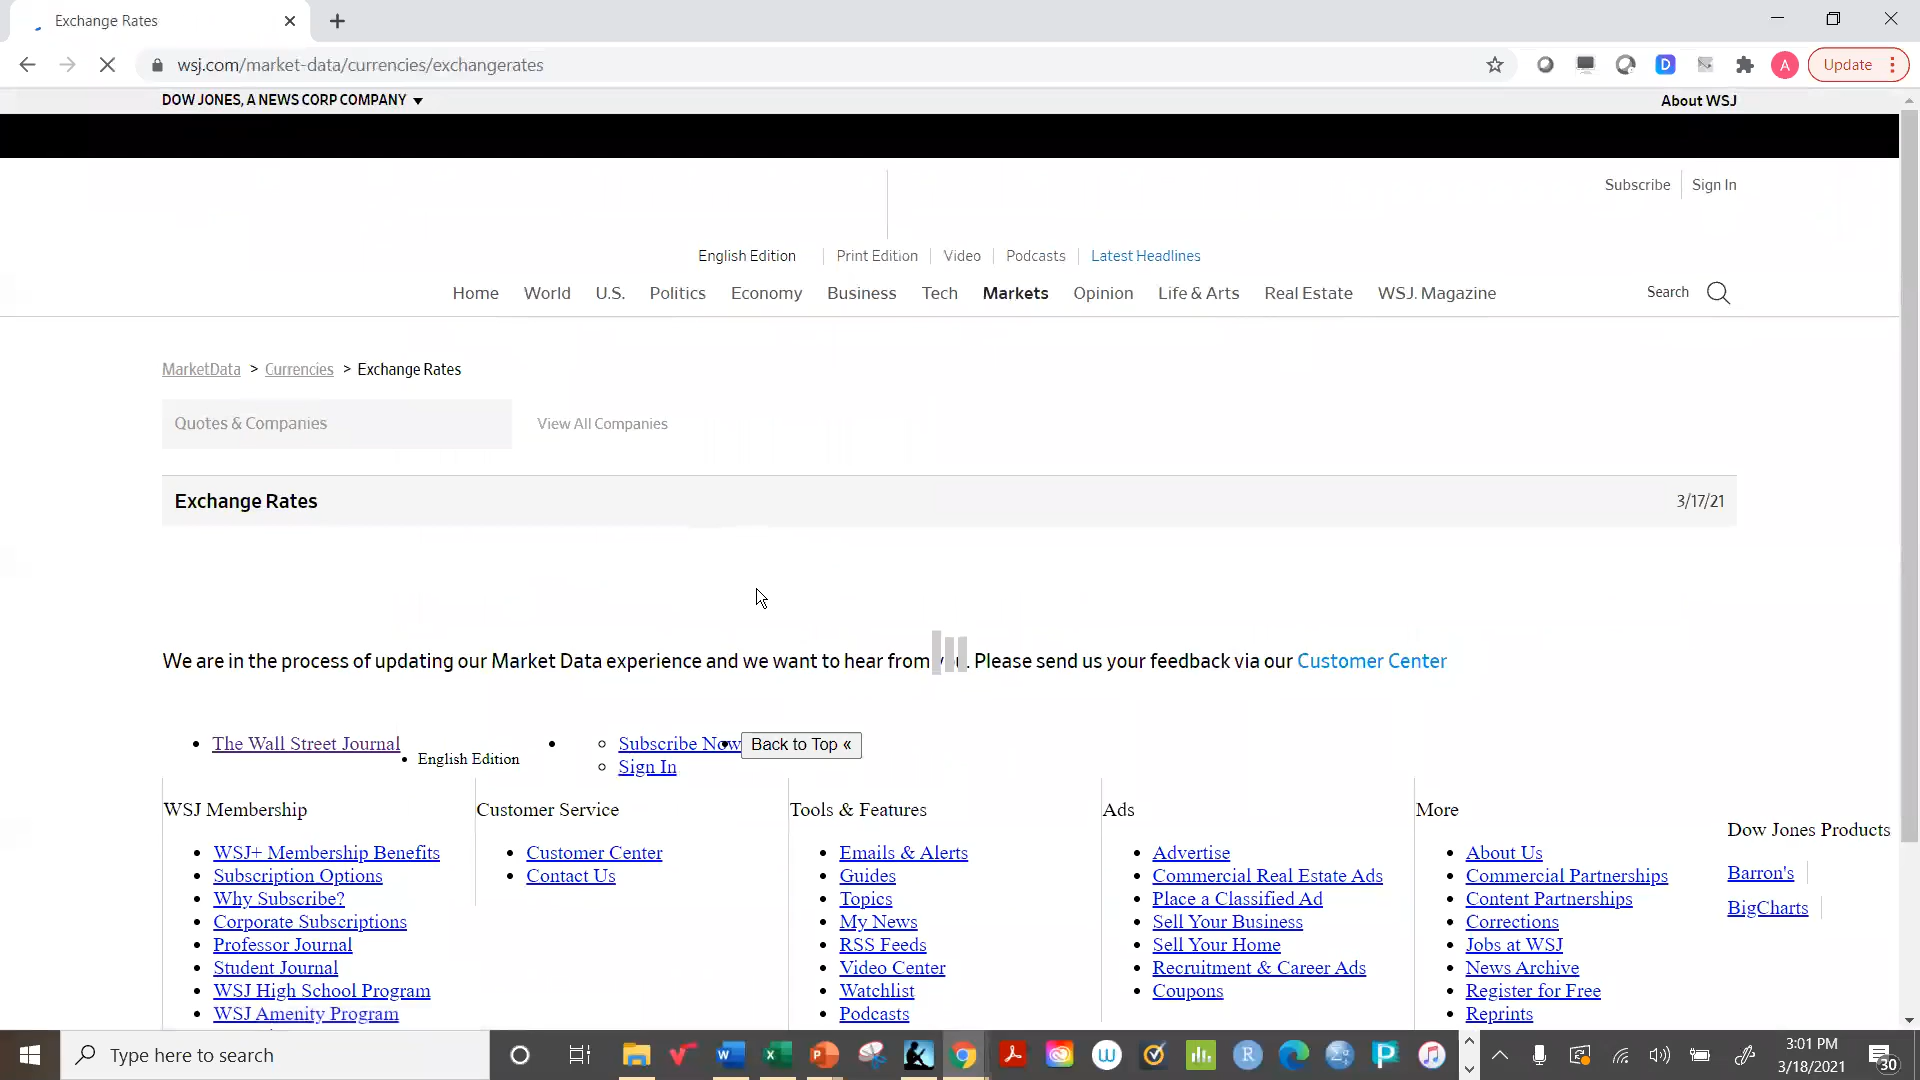 Exchange Rates
wsj.com/market-data/currencies/exchangerates
D
A
Update
DOW JONES, A NEWS CORP COMPANY
About WSJ
Subscribe
Sign In
English Edition
Print Edition
Video
Podcasts
Latest Headlines
Home
World
U.S.
Politics
Economy
Business
Tech
Markets
Opinion
Life & Arts
Real Estate
WSJ. Magazine
Search
MarketData > Currencies > Exchange Rates
Quotes & Companies
View All Companies
Exchange Rates
3/17/21
We are in the process of updating our Market Data experience and we want to hear from you. Please send us your feedback via our Customer Center
The Wall Street Journal
English Edition
Subscribe Now
Sign In
Back to Top «
WSJ Membership
WSJ+ Membership Benefits
Subscription Options
Why Subscribe?
Corporate Subscriptions
Professor Journal
Student Journal
WSJ High School Program
WSJ Amenity Program
Customer Service
Customer Center
Contact Us
Tools & Features
Emails & Alerts
Guides
Topics
My News
RSS Feeds
Video Center
Watchlist
Podcasts
Ads
Advertise
Commercial Real Estate Ads
Place a Classified Ad
Sell Your Business
Sell Your Home
Recruitment & Career Ads
Coupons
More
About Us
Commercial Partnerships
Content Partnerships
Corrections
Jobs at WSJ
News Archive
Register for Free
Reprints
Dow Jones Products
Barron's
BigCharts
Type here to search
3:01 PM
3/18/2021
30